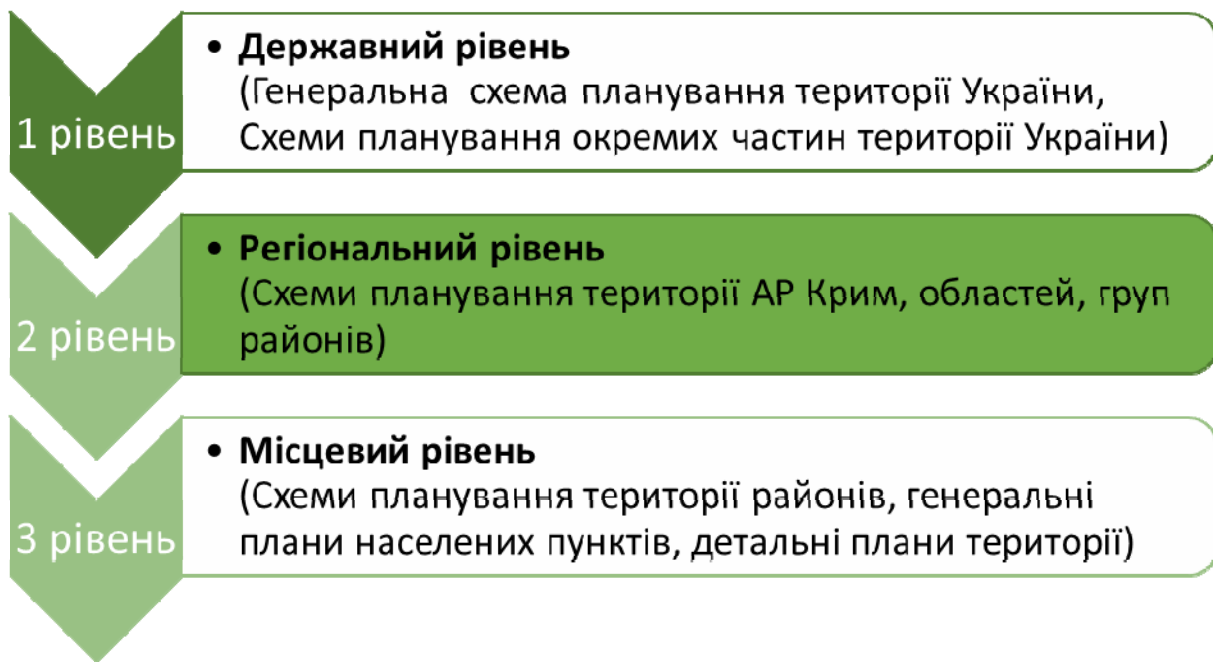 1 рівень
• Державний рівень
(Генеральна схема планування території України,
Схеми планування окремих частин території України)
2 рівень
• Регіональний рівень
(Схеми планування території АР Крим, областей, груп
районів)
3 рівень
• Місцевий рівень
(Схеми планування території районів, генеральні
плани населених пунктів, детальні плани території)